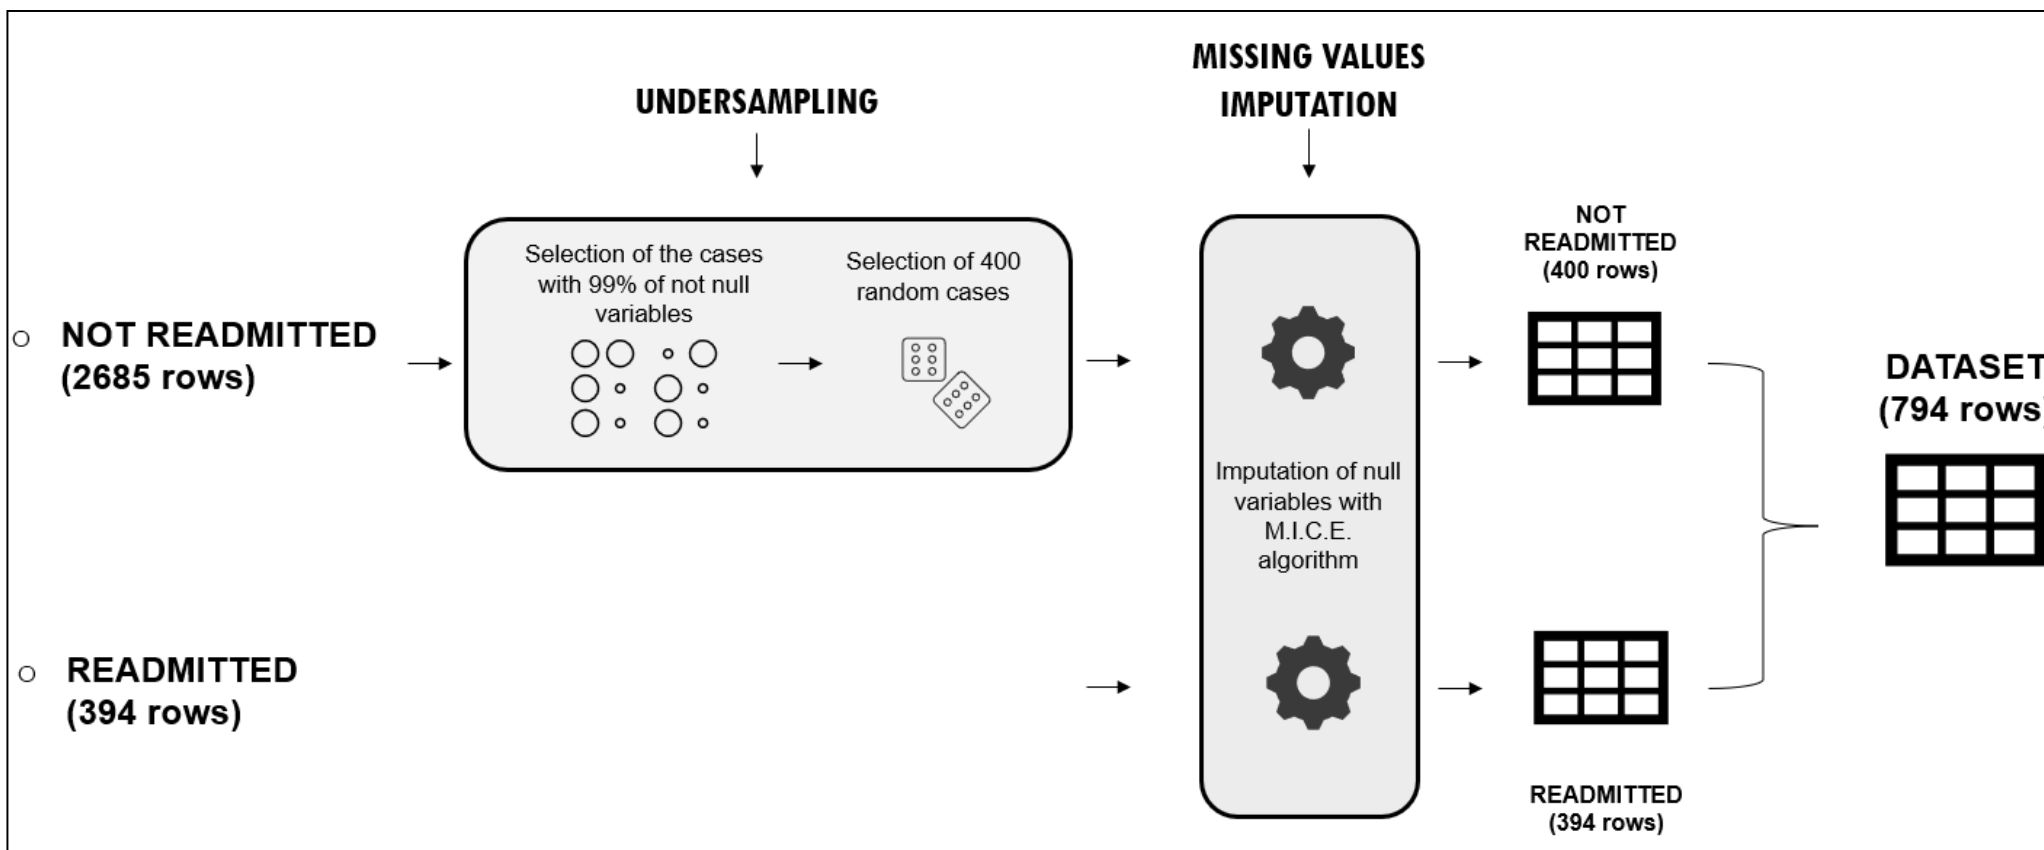 UNDERSAMPLING
MISSING VALUES
IMPUTATION
NOT READMITTED
(2685 rows)
Selection of the cases
with 99% of not null
variables
Selection of 400
random cases
Imputation of null
variables with
M.I.C.E.
algorithm
NOT
READMITTED
(400 rows)
DATASET
(794 rows)
READMITTED
(394 rows)
READMITTED
(394 rows)